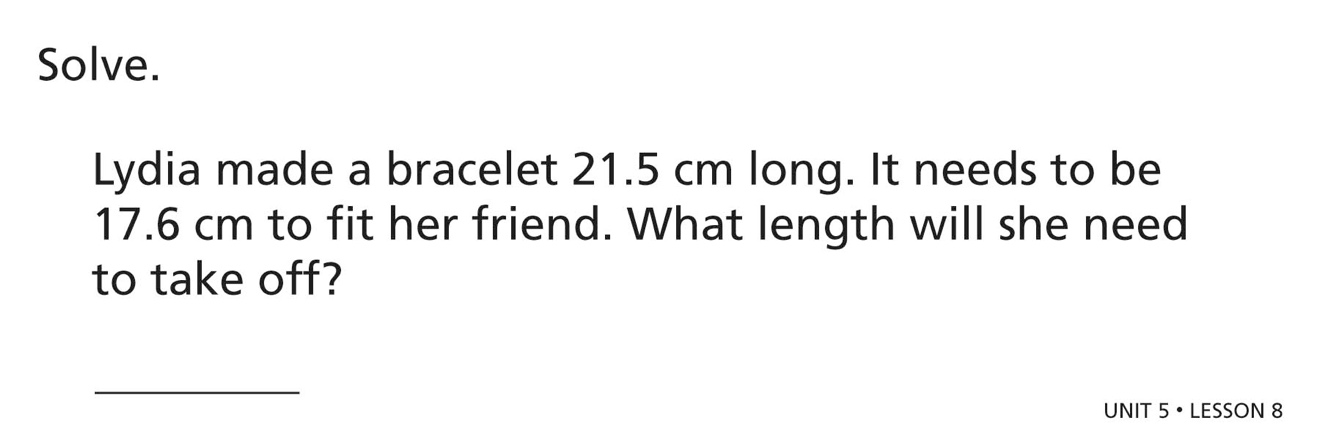 Solve.
Lydia made a bracelet 21.5 cm long. It needs to be
17.6 cm to fit her friend. What length will she need
to take off?
UNIT 5 • LESSON 8